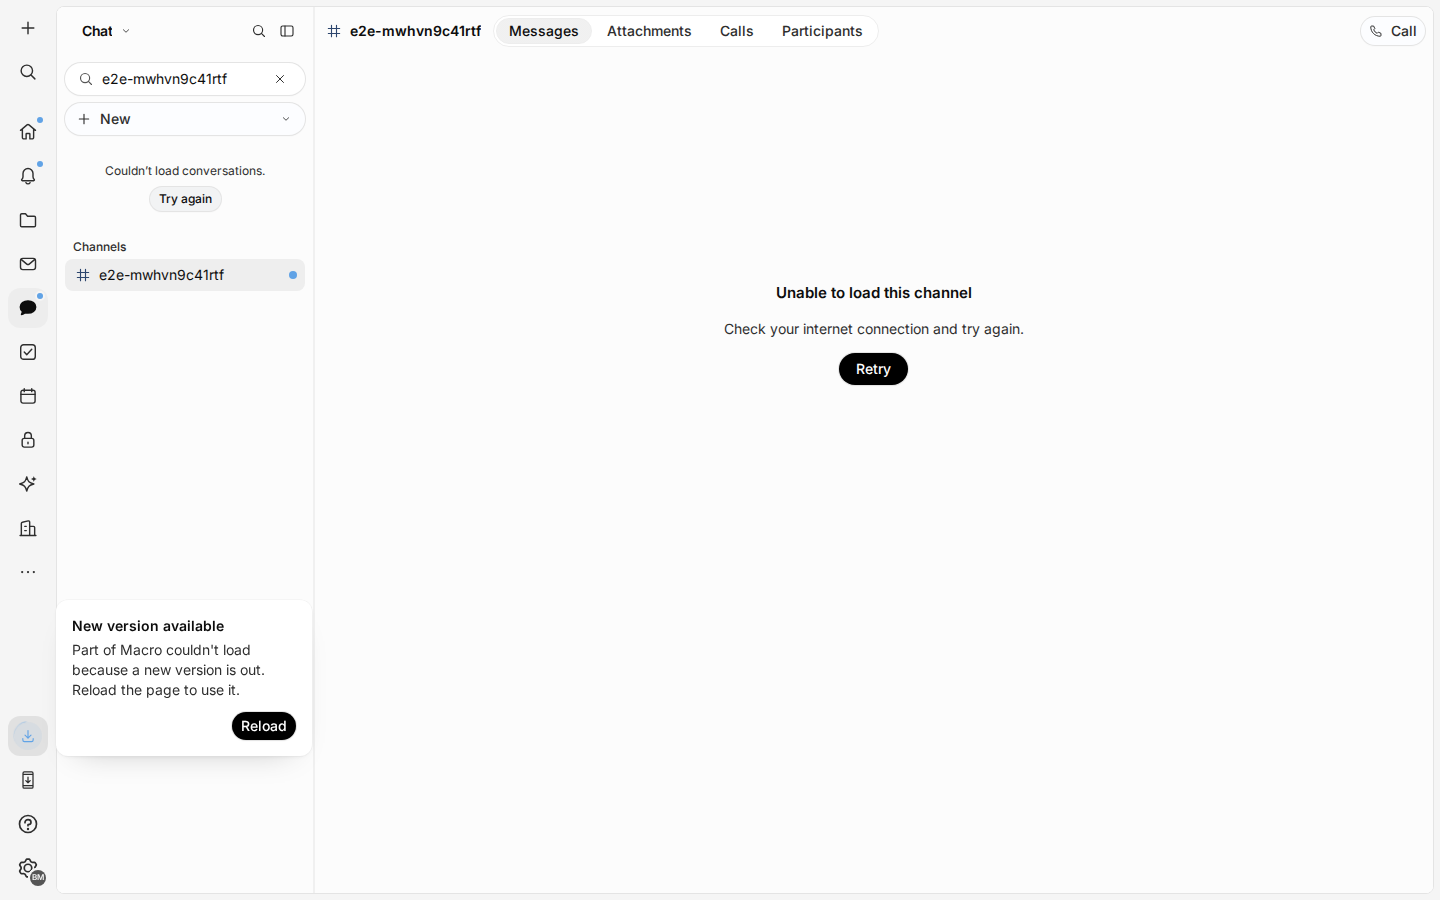 Chat
e2e-mwhvn9c41rtf
Messages
Attachments
Calls
Participants
Call
e2e-mwhvn9c41rtf
New
Couldn't load conversations.
Try again
Channels
e2e-mwhvn9c41rtf
Unable to load this channel
Check your internet connection and try again.
Retry
New version available
Part of Macro couldn't load
because a new version is out.
Reload the page to use it.
Reload
BM